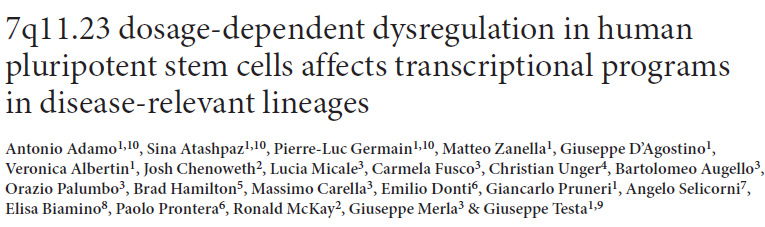 7q11.23 dosage-dependent dysregulation in human
pluripotent stem cells affects transcriptional programs
in disease-relevant lineages
Antonio Adamo1,10, Sina Atashpaz1,10, Pierre-Luc Germain1,10, Matteo Zanella1, Giuseppe D’Agostino1,
Veronica Albertin1, Josh Chenoweth2, Lucia Micale3, Carmela Fusco3, Christian Unger4, Bartolomeo Augello3,
Orazio Palumbo3, Brad Hamilton5, Massimo Carella3, Emilio Donti6, Giancarlo Pruneri1, Angelo Selicorni7,
Elisa Biamino8, Paolo Prontera6, Ronald McKay2, Giuseppe Merla3 & Giuseppe Testa1,9